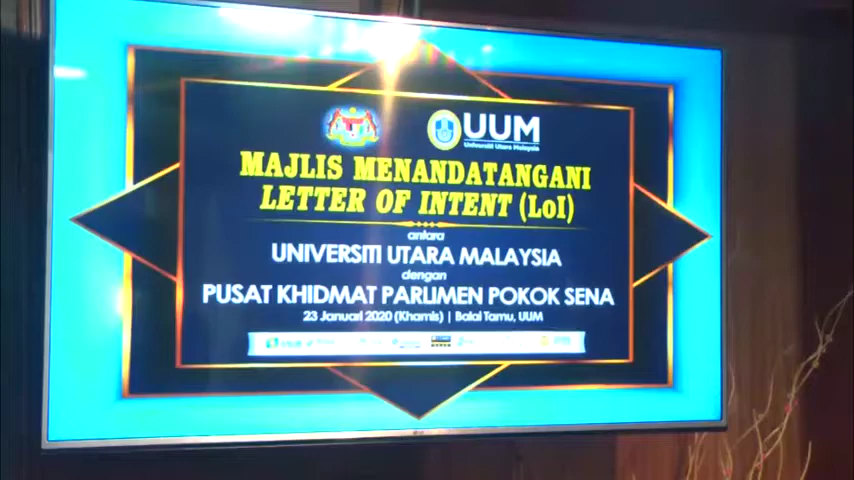 UUM
Universiti Utara Malaysia
MAJLIS MENANDATANGANI
LETTER OF INTENT (LoI)
antara
UNIVERSITI UTARA MALAYSIA
dengan
PUSAT KHIDMAT PARLIMEN POKOK SENA
23 Januari 2020 (Khamis) | Balai Tamu, UUM